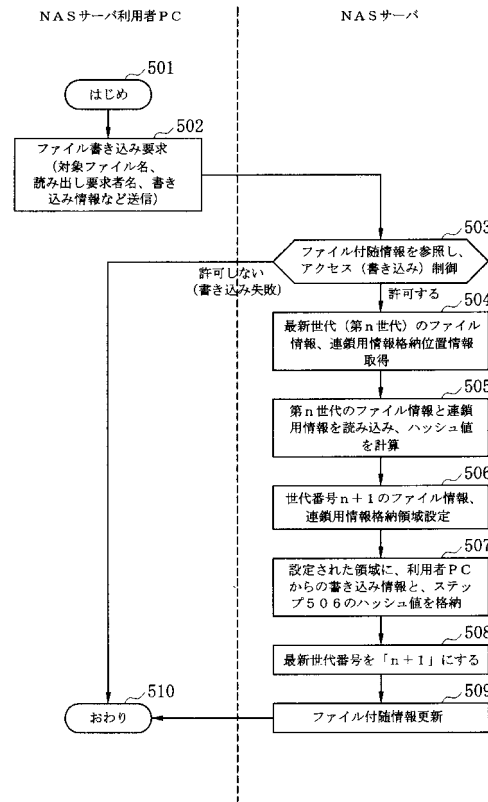 NASサーバ利用者PC
NASサーバ
501
はじめ
502
ファイル書き込み要求
(対象ファイル名、
読み出し要求者名、書き
込み情報など送信)
503
ファイル付随情報を参照し、
アクセス(書き込み)制御
許可しない
(書き込み失敗)
許可する
504
最新世代(第n世代)のファイル
情報、連鎖用情報格納位置情報
取得
505
第n世代のファイル情報と連鎖
用情報を読み込み、ハッシュ値
を計算
506
世代番号n+1のファイル情報、
連鎖用情報格納領域設定
507
設定された領域に、利用者PC
からの書き込み情報と、ステッ
プ506のハッシュ値を格納
508
最新世代番号を「n+1」にする
509
ファイル付随情報更新
510
おわり